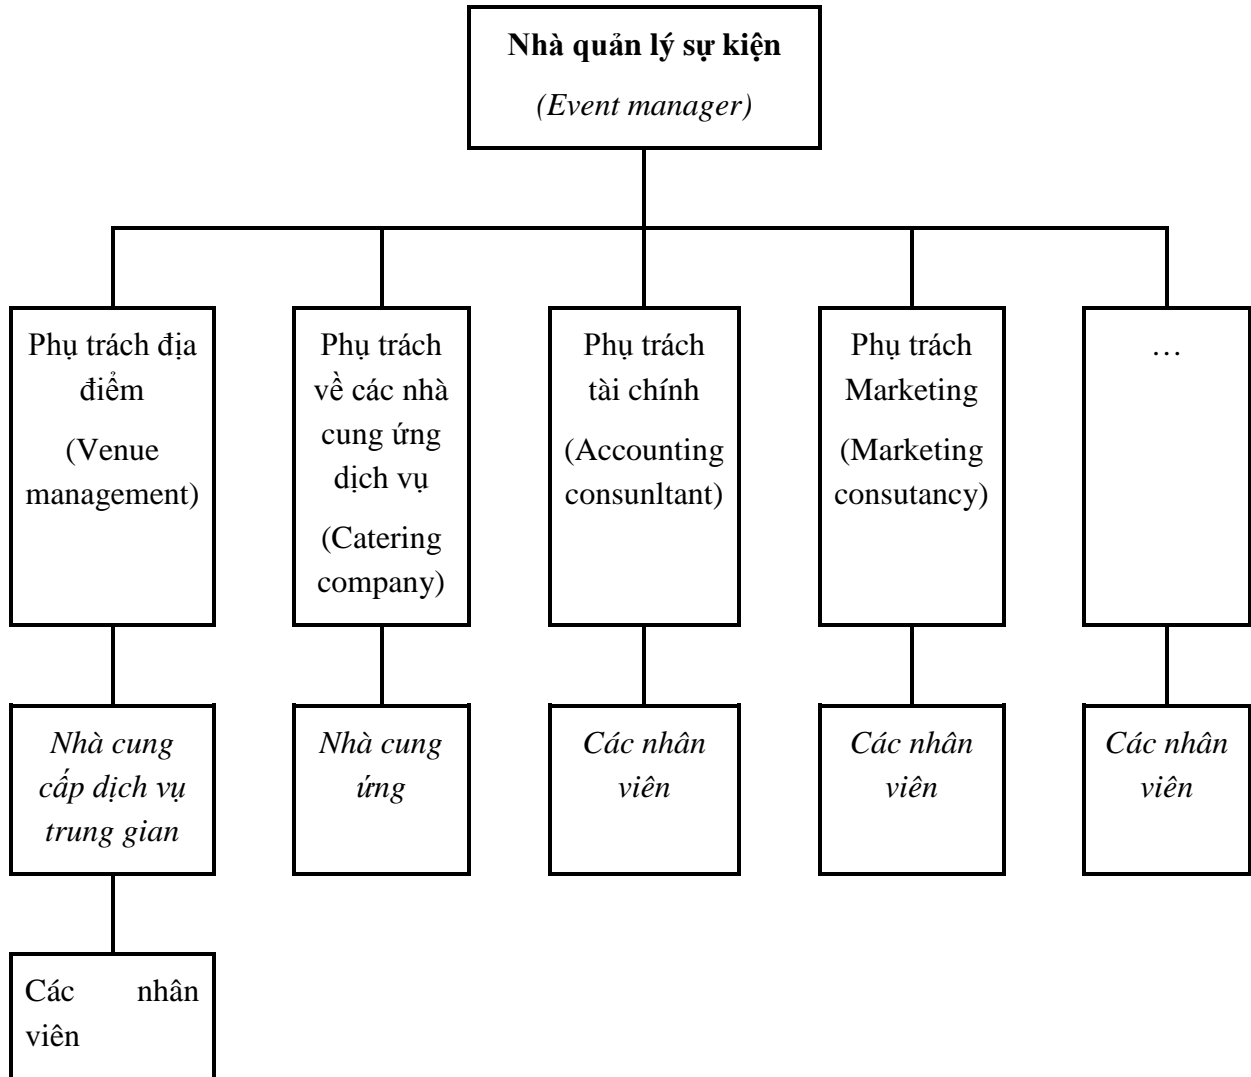 Nhà quản lý sự kiện
(Event manager)
Phụ trách địa
điểm
(Venue
management)
Phụ trách
về các nhà
cung ứng
dịch vụ
(Catering
company)
Phụ trách
tài chính
(Accounting
consunltant)
Phụ trách
Marketing
(Marketing
consutancy)
…
Nhà cung
cấp dịch vụ
trung gian
Nhà cung
ứng
Các nhân
viên
Các nhân
viên
Các nhân
viên
Các nhân
viên